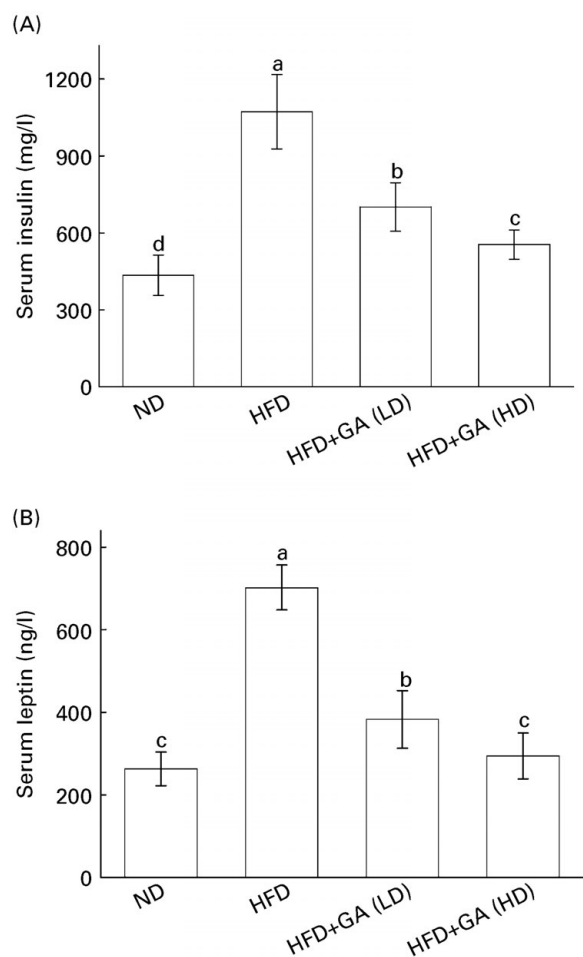 (A)
Serum insulin (mg/l)
1200
900
600
300
0
d
a
b
c
ND
HFD
HFD+GA (LD)
HFD+GA (HD)
(B)
Serum leptin (ng/l)
800
600
400
200
0
c
a
b
c
ND
HFD
HFD+GA (LD)
HFD+GA (HD)